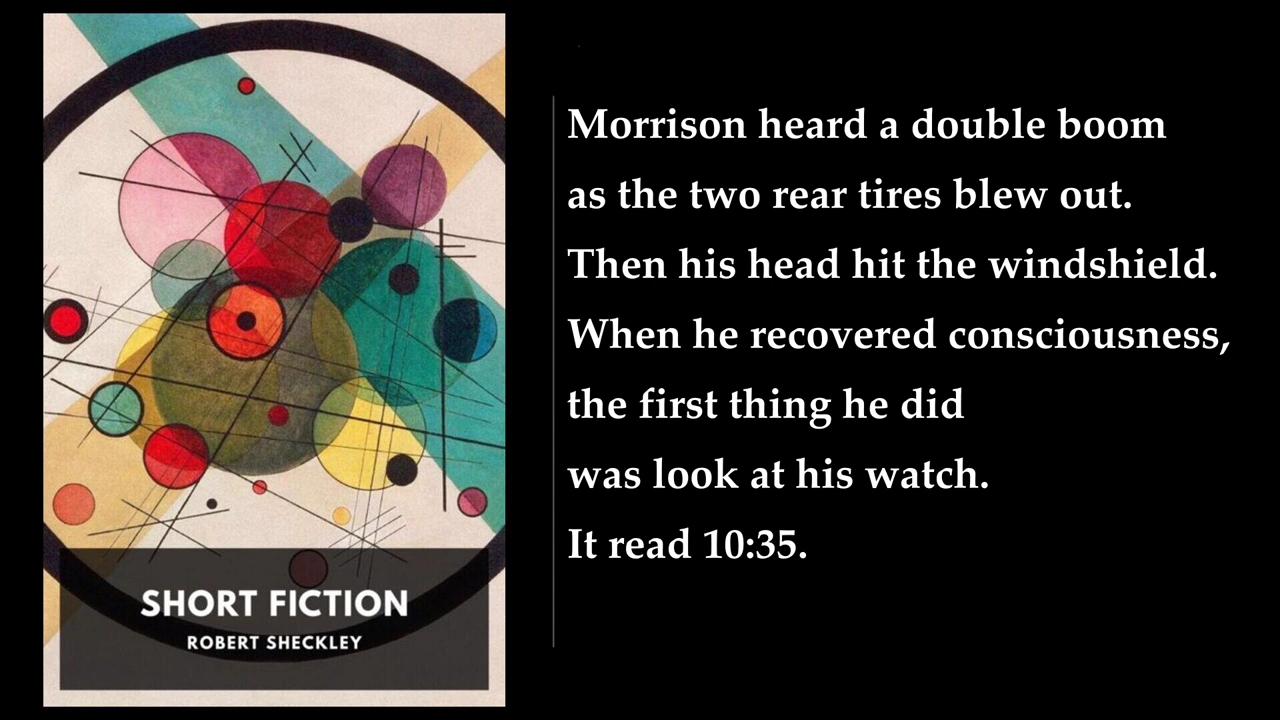 Morrison heard a double boom
as the two rear tires blew out.
Then his head hit the windshield.
When he recovered consciousness,
the first thing he did
was look at his watch.
It read 10:35.
SHORT FICTION
ROBERT SHECKLEY